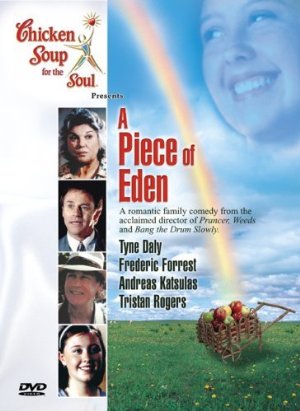 Chicken
Soup
for the
Soul
Presents
A
Piece of
Eden
A romantic family comedy from the
acclaimed director of Prancer, Weeds
and Bang the Drum Slowly.
Tyne Daly
Frederic Forrest
Andreas Katsulas
Tristan Rogers
DVD
VIDEO